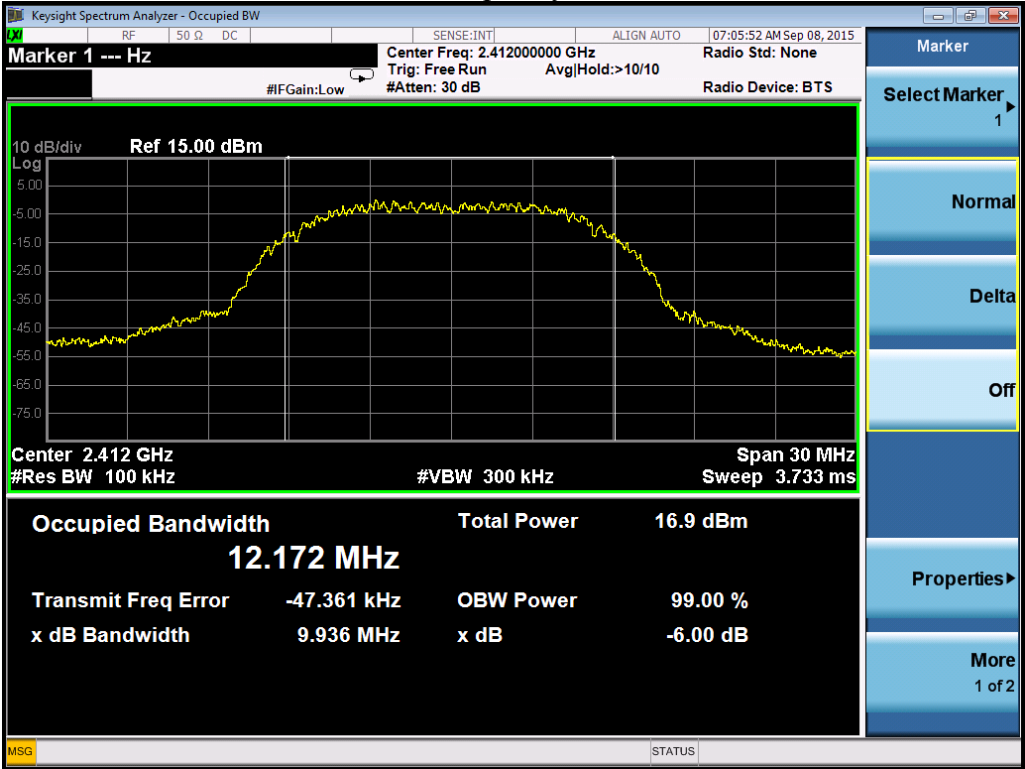 Keysight Spectrum Analyzer - Occupied BW
LXI RF 50 Ω DC SENSE:INT ALIGN AUTO 07:05:52 AM Sep 08, 2015
Marker 1 --- Hz
Center Freq: 2.412000000 GHz
Radio Std: None
Trig: Free Run Avg|Hold:>10/10
#IFGain:Low
#Atten: 30 dB
Radio Device: BTS
10 dB/div Ref 15.00 dBm
Log
5.00
-5.00
-15.0
-25.0
-35.0
-45.0
-55.0
-65.0
-75.0
Center 2.412 GHz Span 30 MHz
#Res BW 100 kHz #VBW 300 kHz Sweep 3.733 ms
Occupied Bandwidth Total Power 16.9 dBm
12.172 MHz
Transmit Freq Error -47.361 kHz OBW Power 99.00 %
x dB Bandwidth 9.936 MHz x dB -6.00 dB
Marker
Select Marker
1
Normal
Delta
Off
Properties
More
1 of 2
MSG STATUS